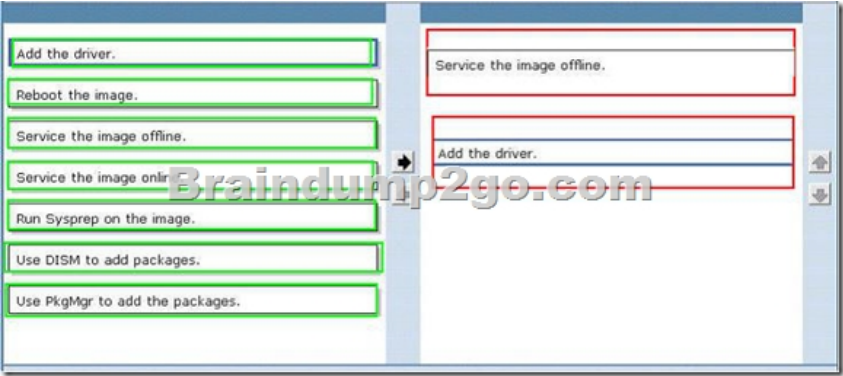 Add the driver.
Reboot the image.
Service the image offline.
Service the image online.
Run Sysprep on the image.
Use DISM to add packages.
Use PkgMgr to add the packages.
Service the image offline.
Add the driver.
Braindump2go.com